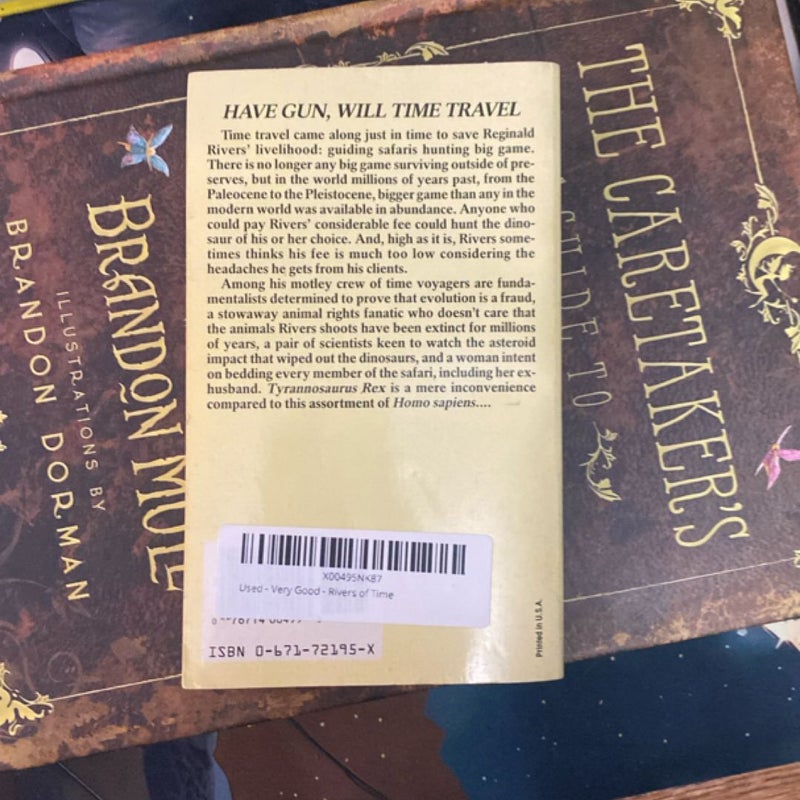 HAVE GUN, WILL TIME TRAVEL
Time travel came along just in time to save Reginald
Rivers' livelihood: guiding safaris hunting big game.
There is no longer any big game surviving outside of pre-
serves, but in the world millions of years past, from the
Paleocene to the Pleistocene, bigger game than any in the
modern world was available in abundance. Anyone who
could pay Rivers' considerable fee could hunt the dino-
saur of his or her choice. And, high as it is, Rivers some-
times thinks his fee is much too low considering the
headaches he gets from his clients.
Among his motley crew of time voyagers are funda-
mentalists determined to prove that evolution is a fraud,
a stowaway animal rights fanatic who doesn't care that
the animals Rivers shoots have been extinct for millions
of years, a pair of scientists keen to watch the asteroid
impact that wiped out the dinosaurs, and a woman intent
on bedding every member of the safari, including her ex-
husband. Tyrannosaurus Rex is a mere inconvenience
compared to this assortment of Homo sapiens....
X00495NK87
Used - Very Good - Rivers of Time
ISBN 0-671-72195-X
Printed in U.S.A.
THE CARETAKER'S
GUIDE TO
BRANDON MUL
ILLUSTRATIONS BY
BRANDON DORMAN